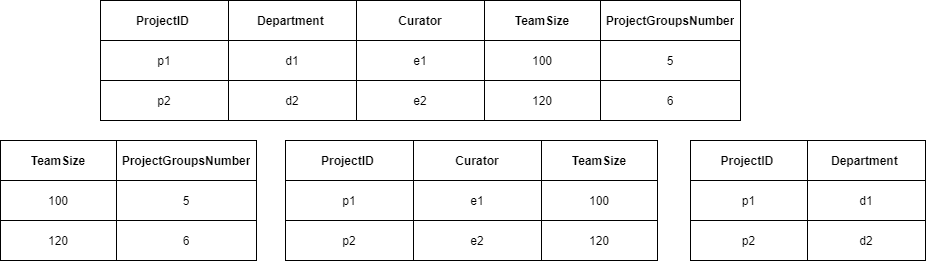 ProjectID Department Curator TeamSize ProjectGroupsNumber
p1 d1 e1 100 5
p2 d2 e2 120 6
TeamSize ProjectGroupsNumber
100 5
120 6
ProjectID Curator TeamSize
p1 e1 100
p2 e2 120
ProjectID Department
p1 d1
p2 d2